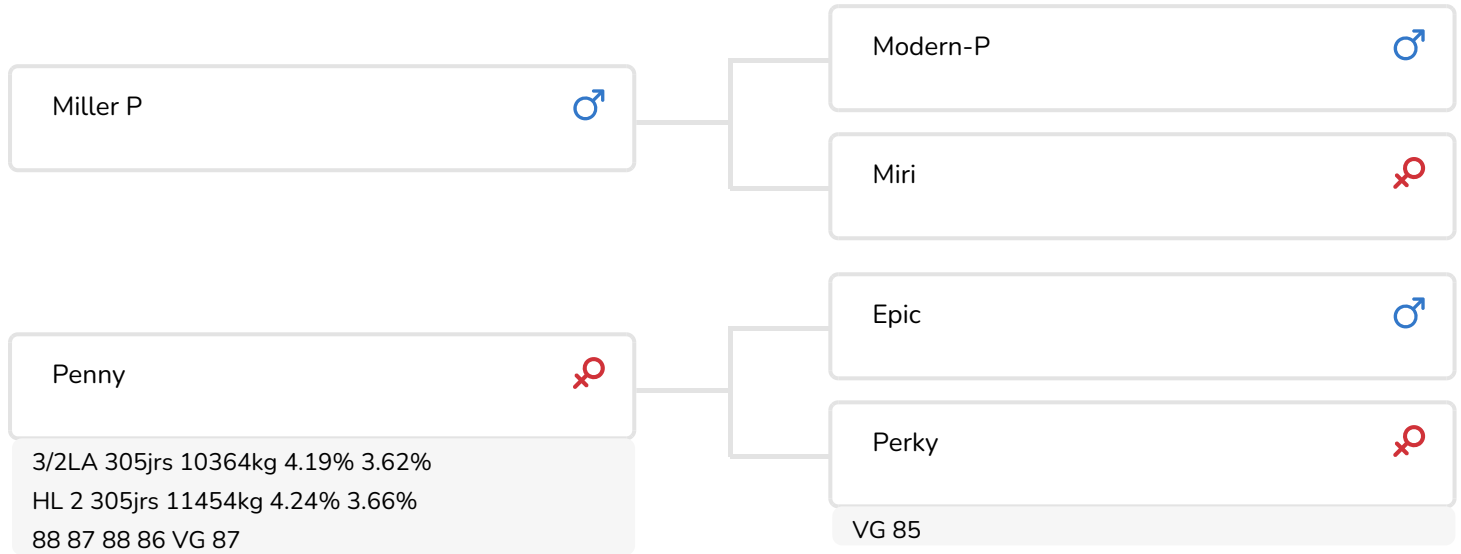 Miller P
Modern-P
Miri
Penny
3/2LA 305jrs 10364kg 4.19% 3.62%
HL 2 305jrs 11454kg 4.24% 3.66%
88 87 88 86 VG 87
Epic
Perky
VG 85